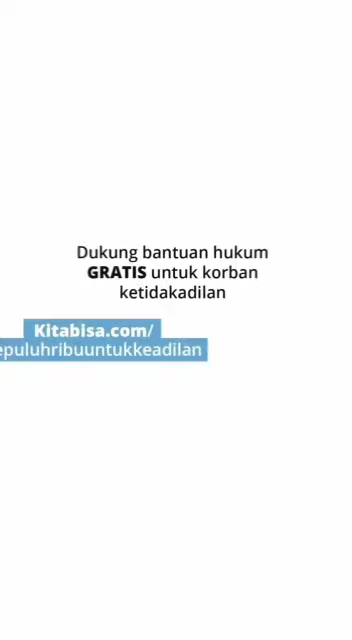 Dukung bantuan hukum
GRATIS untuk korban
ketidakadilan
Kitabisa.com/
epuluhribuuntukkeadilan